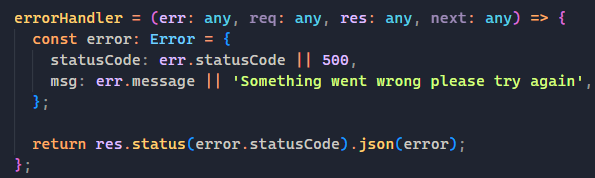 errorHandler = (err: any, req: any, res: any, next: any) => {
  const error: Error = {
    statusCode: err.statusCode || 500,
    msg: err.message || 'Something went wrong please try again',
  };
  return res.status(error.statusCode).json(error);
};